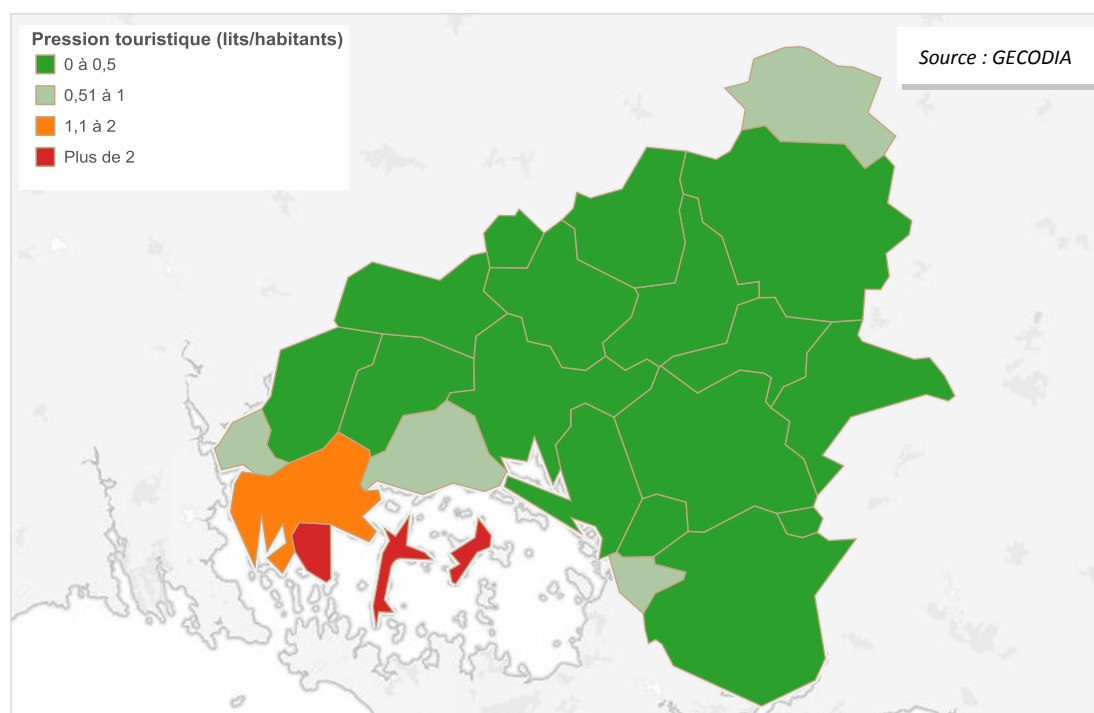 Pression touristique (lits/habitants)
0 à 0,5
0,51 à 1
1,1 à 2
Plus de 2
Source : GECODIA